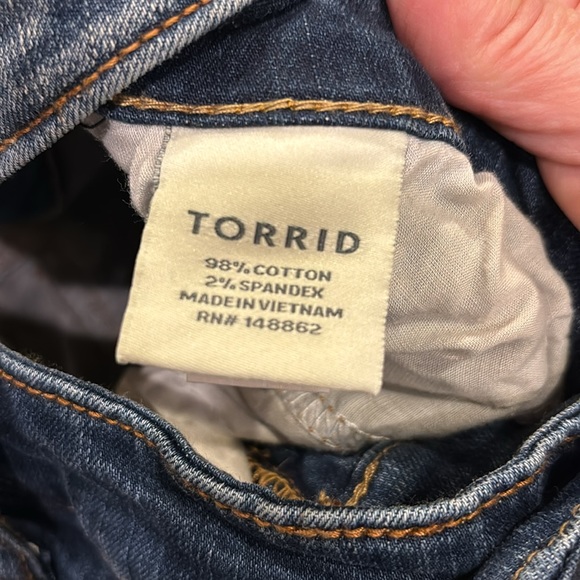 TORRID
98% COTTON
2% SPANDEX
MADE IN VIETNAM
RN# 148862